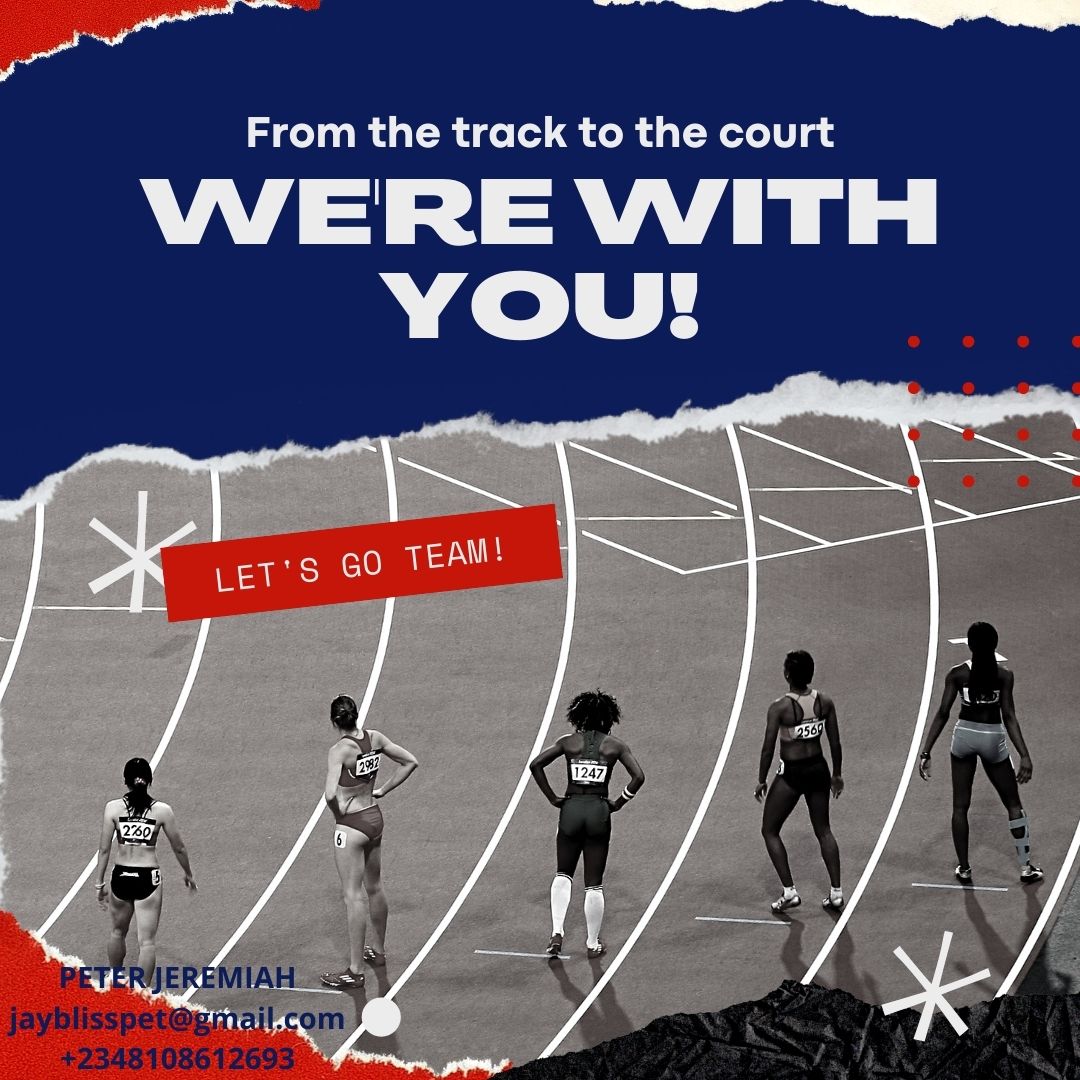 From the track to the court
WE'RE WITH
YOU!
LET'S GO TEAM!
2982
6
1247
2569
2260
PETER JEREMIAH
jayblisspet@gmail.com
+2348108612693